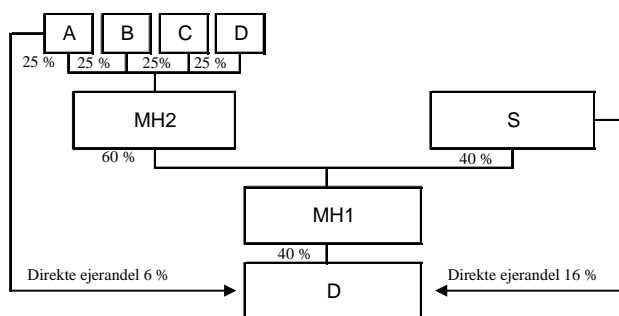 A B C D
25 % 25 % 25% 25 %
MH2 S
60 % 40 %
MH1
40 %
Direkte ejerandel 6 % D Direkte ejerandel 16 %